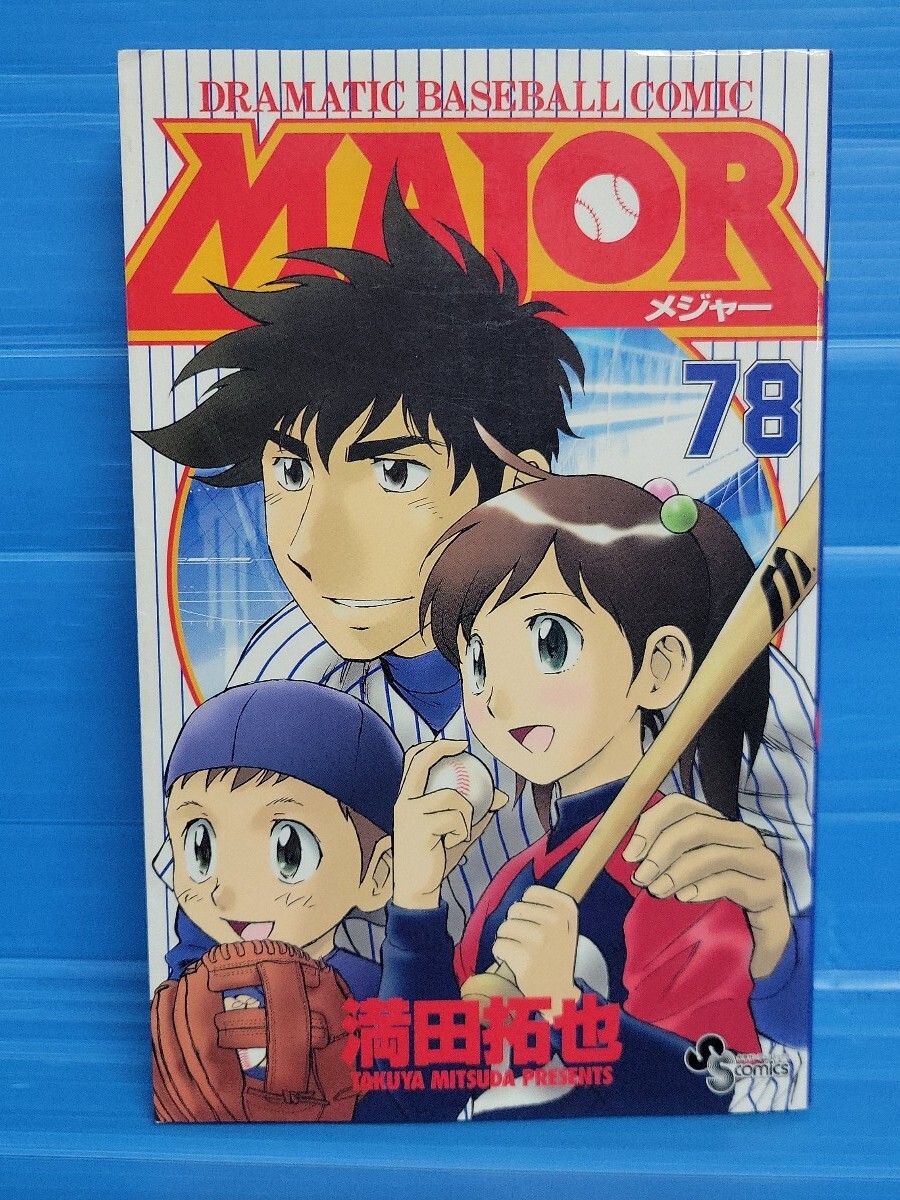 DRAMATIC BASEBALL COMIC
MAJOR
メジャー
78
満田拓也
TAKUYA MITSUDA PRESENTS
comics